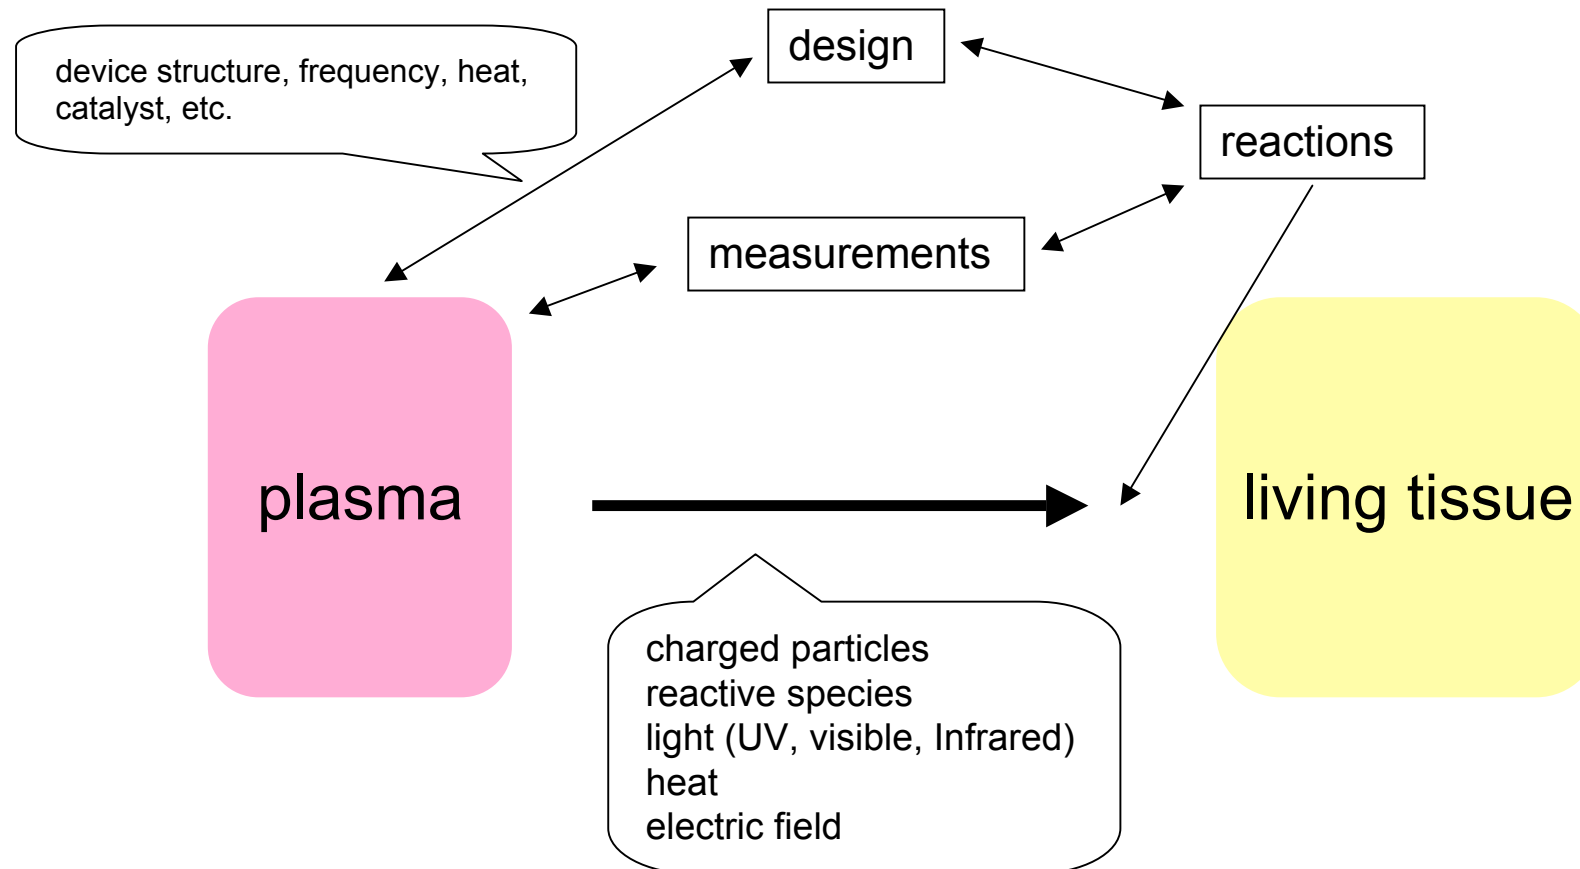 design
device structure, frequency, heat,
catalyst, etc.
reactions
measurements
plasma
living tissue
charged particles
reactive species
light (UV, visible, Infrared)
heat
electric field